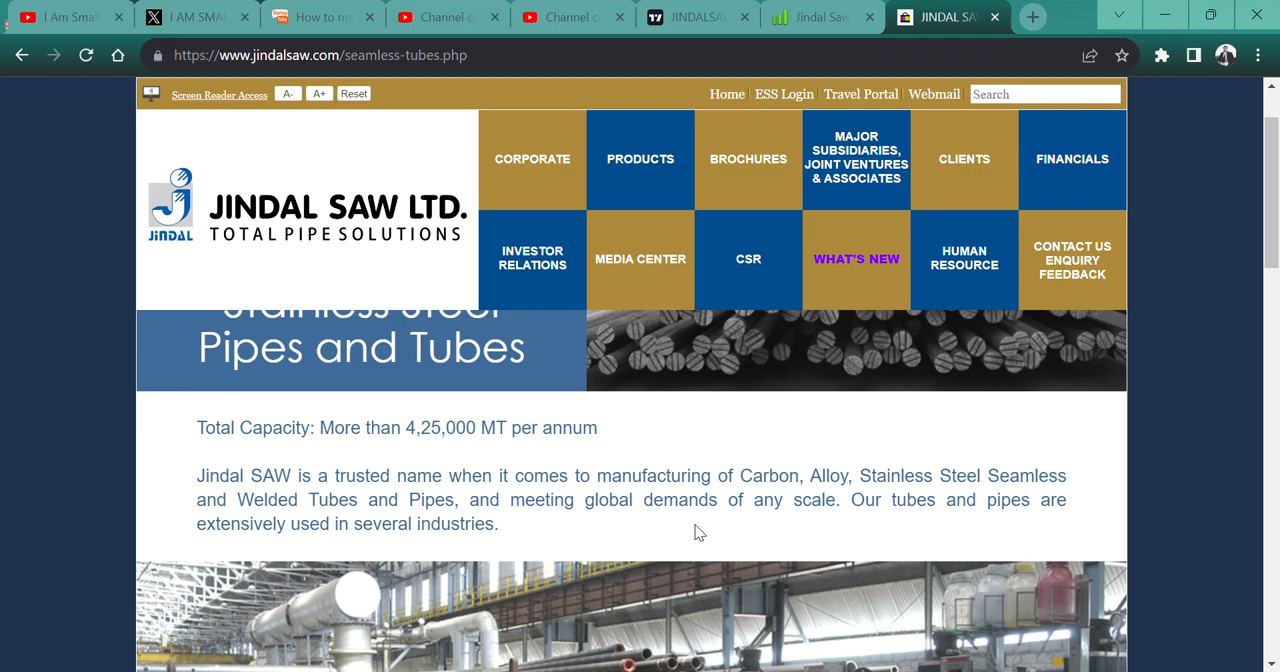 I Am Small
I AM SMAL
How to ma
Channel co
Channel co
JINDALSAW
Jindal Saw
JINDAL SA
https://www.jindalsaw.com/seamless-tubes.php
Screen Reader Access A- A+ Reset
Home ESS Login Travel Portal Webmail Search
JINDAL
JINDAL SAW LTD.
TOTAL PIPE SOLUTIONS
CORPORATE
PRODUCTS
BROCHURES
MAJOR
SUBSIDIARIES,
JOINT VENTURES
& ASSOCIATES
CLIENTS
FINANCIALS
INVESTOR
RELATIONS
MEDIA CENTER
CSR
WHAT'S NEW
HUMAN
RESOURCE
CONTACT US
ENQUIRY
FEEDBACK
Stainless Steel
Pipes and Tubes
Total Capacity: More than 4,25,000 MT per annum
Jindal SAW is a trusted name when it comes to manufacturing of Carbon, Alloy, Stainless Steel Seamless
and Welded Tubes and Pipes, and meeting global demands of any scale. Our tubes and pipes are
extensively used in several industries.